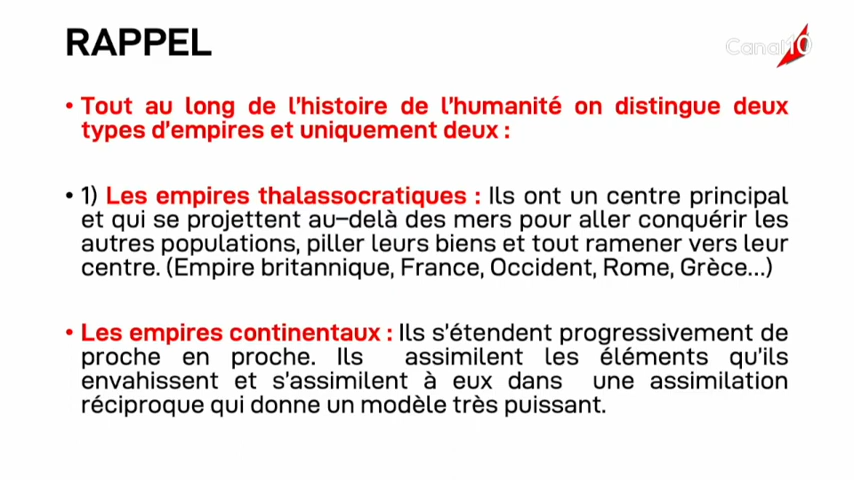 RAPPEL
Canal10
• Tout au long de l'histoire de l'humanité on distingue deux
types d'empires et uniquement deux :
• 1) Les empires thalassocratiques : Ils ont un centre principal
et qui se projettent au-delà des mers pour aller conquérir les
autres populations, piller leurs biens et tout ramener vers leur
centre. (Empire britannique, France, Occident, Rome, Grèce...)
• Les empires continentaux : Ils s'étendent progressivement de
proche en proche. Ils assimilent les éléments qu'ils
envahissent et s'assimilent à eux dans une assimilation
réciproque qui donne un modèle très puissant.